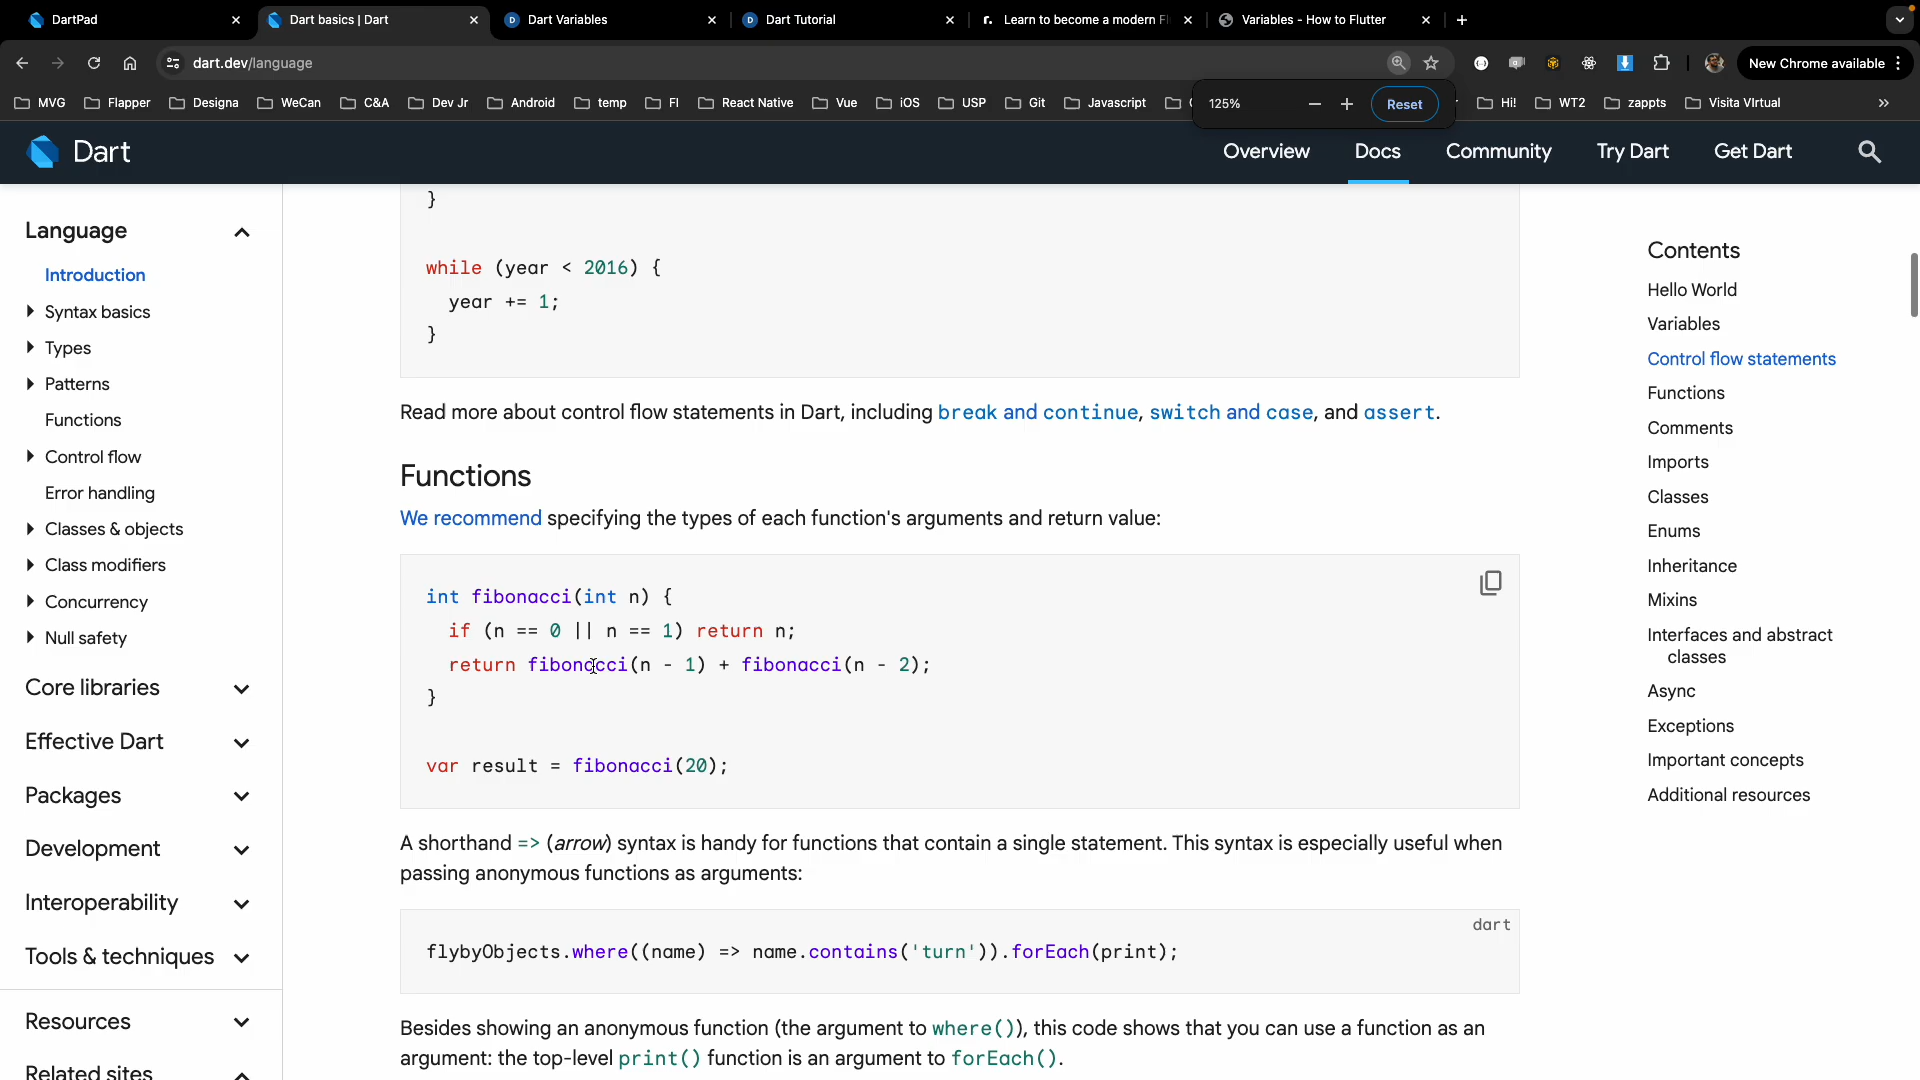 DartPad
Dart basics | Dart
Dart Variables
Dart Tutorial
Learn to become a modern Fl
Variables - How to Flutter
dart.dev/language
New Chrome available
MVG
Flapper
Designa
WeCan
C&A
Dev Jr
Android
temp
Fl
React Native
Vue
iOS
USP
Git
Javascript
125%
Reset
Hi!
WT2
zappts
Visita VIrtual
Dart
Overview
Docs
Community
Try Dart
Get Dart
Language
Introduction
Syntax basics
Types
Patterns
Functions
Control flow
Error handling
Classes & objects
Class modifiers
Concurrency
Null safety
Core libraries
Effective Dart
Packages
Development
Interoperability
Tools & techniques
Resources
Related sites
}
while (year < 2016) {
year += 1;
}
Read more about control flow statements in Dart, including break and continue, switch and case, and assert.
Functions
We recommend specifying the types of each function's arguments and return value:
int fibonacci(int n) {
if (n == 0 || n == 1) return n;
return fibonacci(n - 1) + fibonacci(n - 2);
}
var result = fibonacci(20);
A shorthand => (arrow) syntax is handy for functions that contain a single statement. This syntax is especially useful when
passing anonymous functions as arguments:
dart
flybyObjects.where((name) => name.contains('turn')).forEach(print);
Besides showing an anonymous function (the argument to where()), this code shows that you can use a function as an
argument: the top-level print() function is an argument to forEach().
Contents
Hello World
Variables
Control flow statements
Functions
Comments
Imports
Classes
Enums
Inheritance
Mixins
Interfaces and abstract
classes
Async
Exceptions
Important concepts
Additional resources